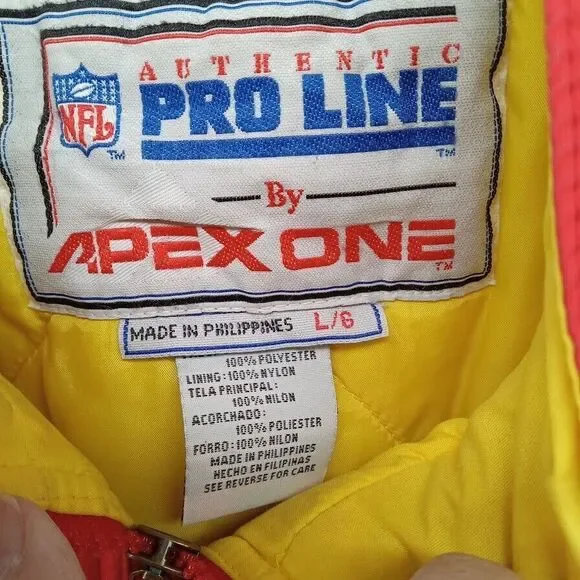 AUTHENTIC
NFL
PRO LINE
TM
TM
By
APEX ONE
TM
MADE IN PHILIPPINES L/G
100% POLYESTER
LINING: 100% NYLON
TELA PRINCIPAL:
100% NILON
ACORCHADO:
100% POLIESTER
FORRO: 100% NILON
MADE IN PHILIPPINES
HECHO EN FILIPINAS
SEE REVERSE FOR CARE